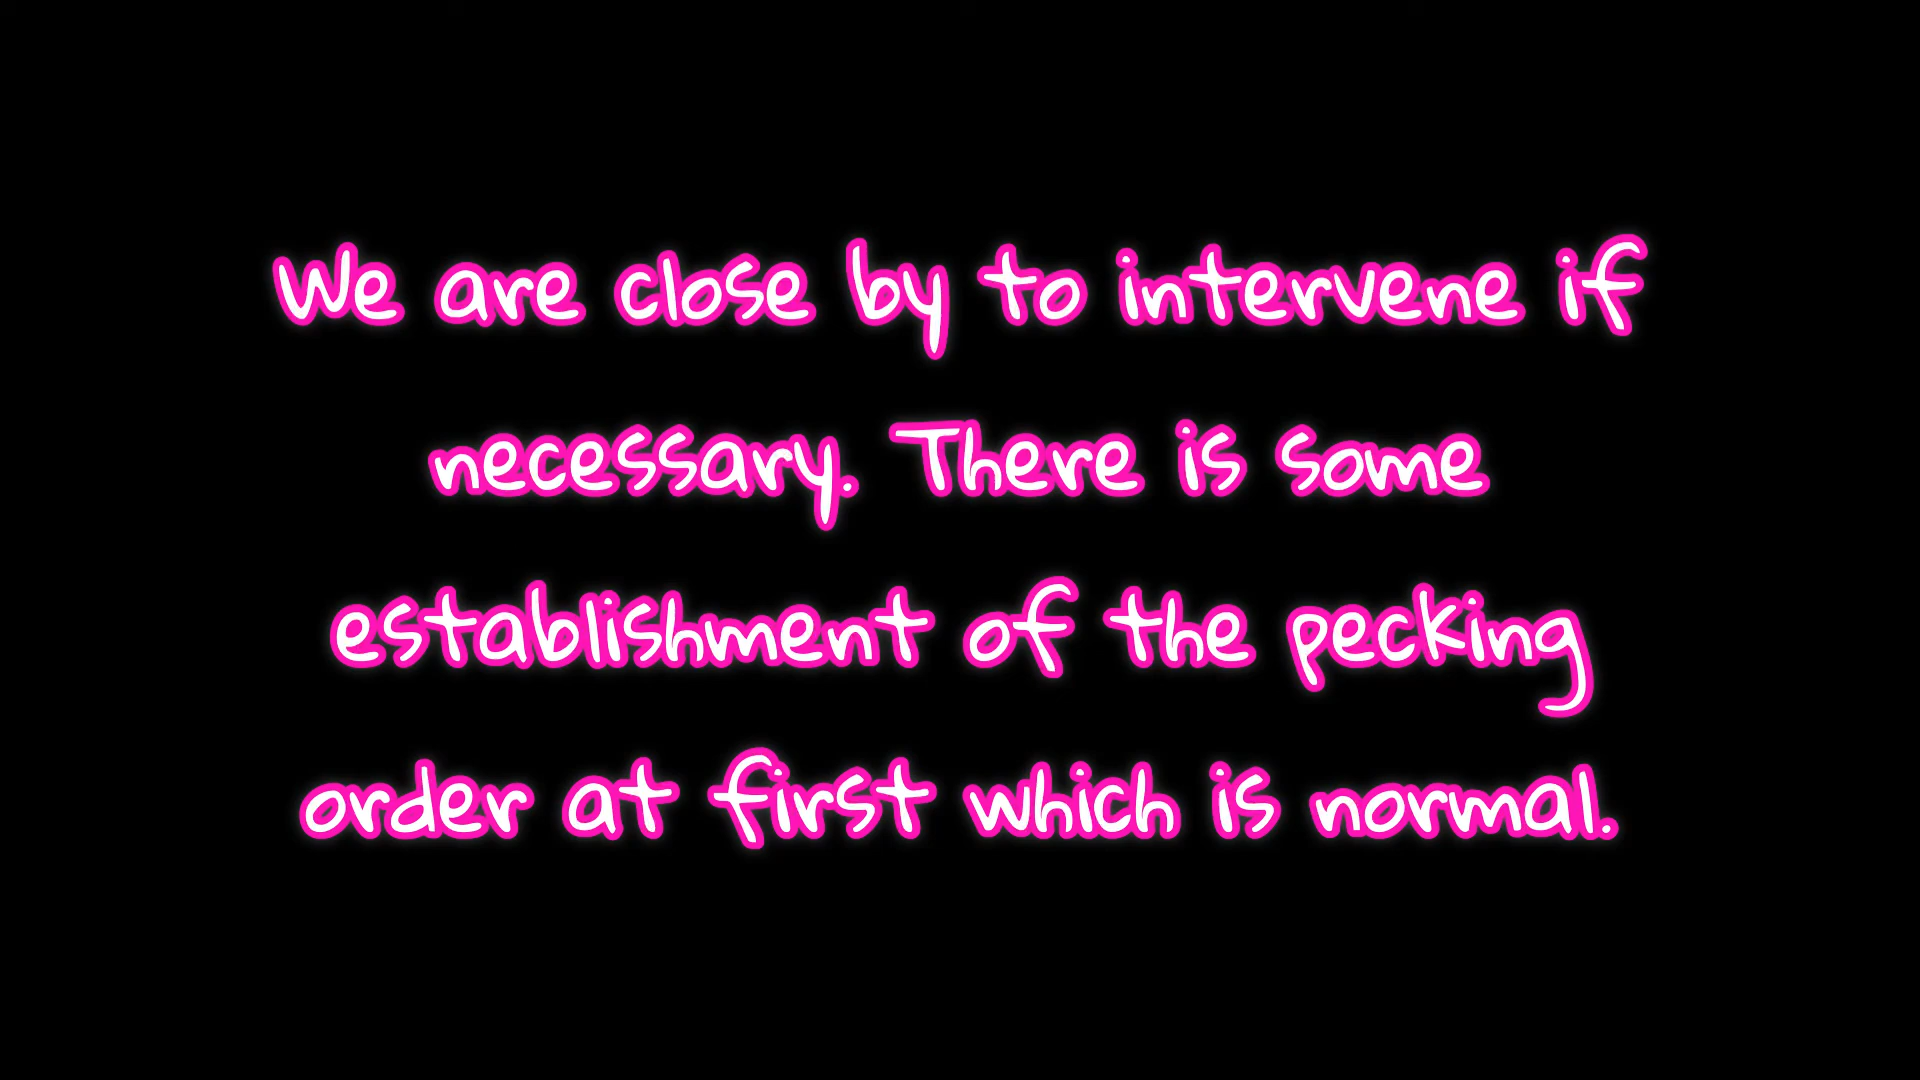 We are close by to intervene if
necessary. There is some
establishment of the pecking
order at first which is normal.